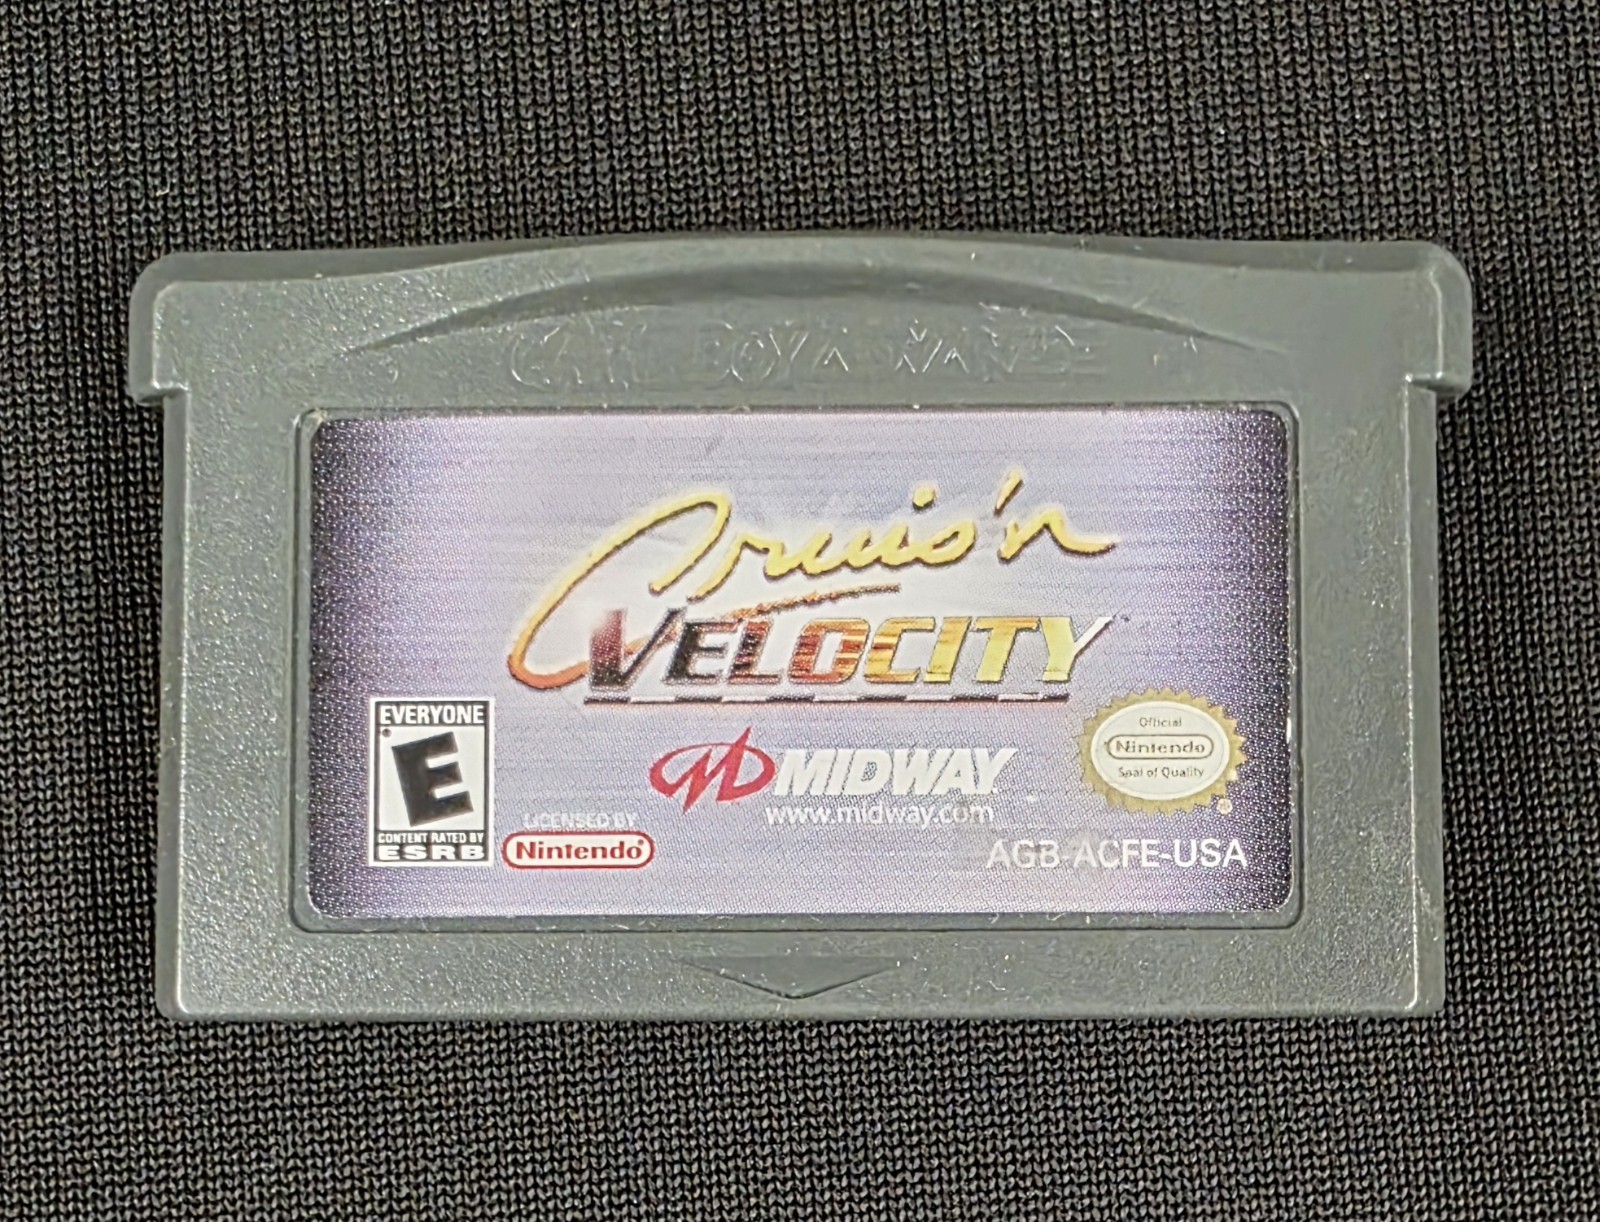 GAME BOY ADVANCE
Cruis'n
VELOCITY™
EVERYONE
E
CONTENT RATED BY
ESRB
LICENSED BY
Nintendo®
MIDWAY
www.midway.com
Official
Nintendo
Seal of Quality
AGB-ACFE-USA